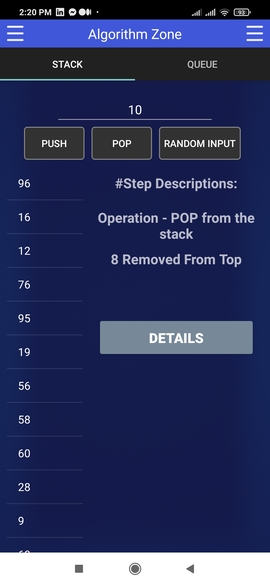 2:20 PM
93
Algorithm Zone
STACK
QUEUE
10
PUSH
POP
RANDOM INPUT
96
16
12
76
95
19
56
58
60
28
9
#Step Descriptions:
Operation - POP from the
stack
8 Removed From Top
DETAILS